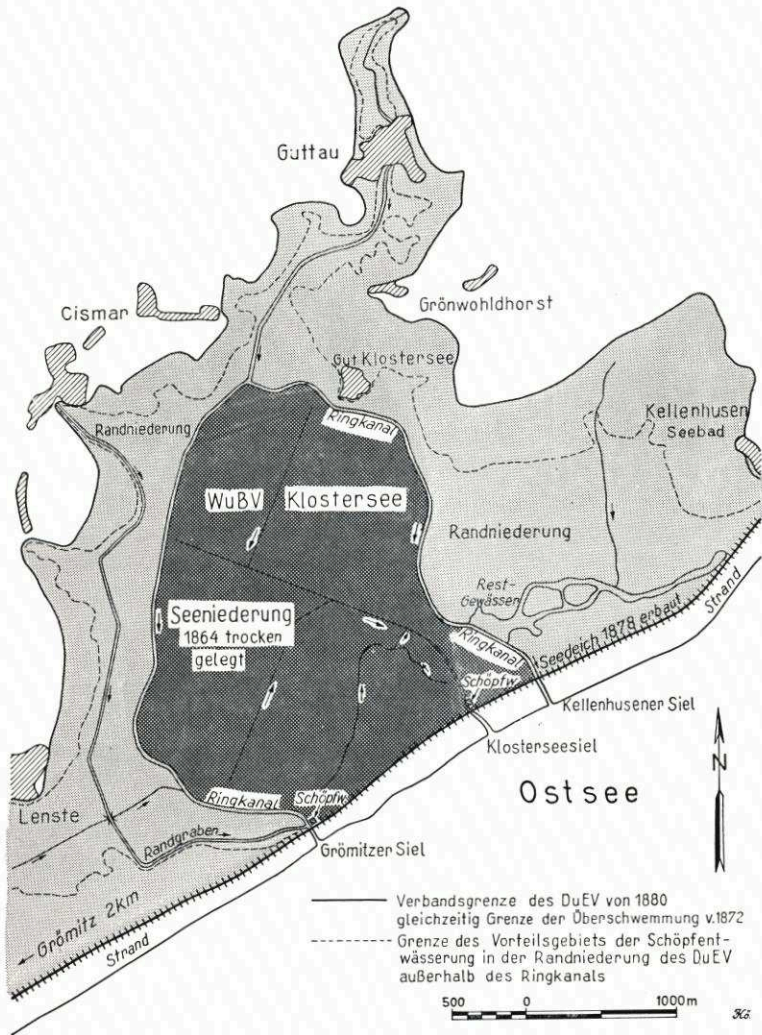 Guttau
Cismar
Grönwohldhorst
Gut Klostersee
Randniederung
Ringkanal
Kellenhusen
Seebad
WuBV Klostersee
Randniederung
Rest-
Gewässer
Seeniederung
1864 trocken
gelegt
Ringkanal
Seedeich 1878 erbaut
Strand
Schöpfw.
Kellenhusener Siel
Klosterseesiel
N
Ostsee
Ringkanal
Schöpfw.
Lenste
Randgraben
Grömitzer Siel
Grömitz 2km
Strand
Verbandsgrenze des DuEV von 1880
gleichzeitig Grenze der Überschwemmung v.1872
Grenze des Vorteilsgebiets der Schöpfent-
wässerung in der Randniederung des DuEV
außerhalb des Ringkanals
500 0 1000m
Kö.